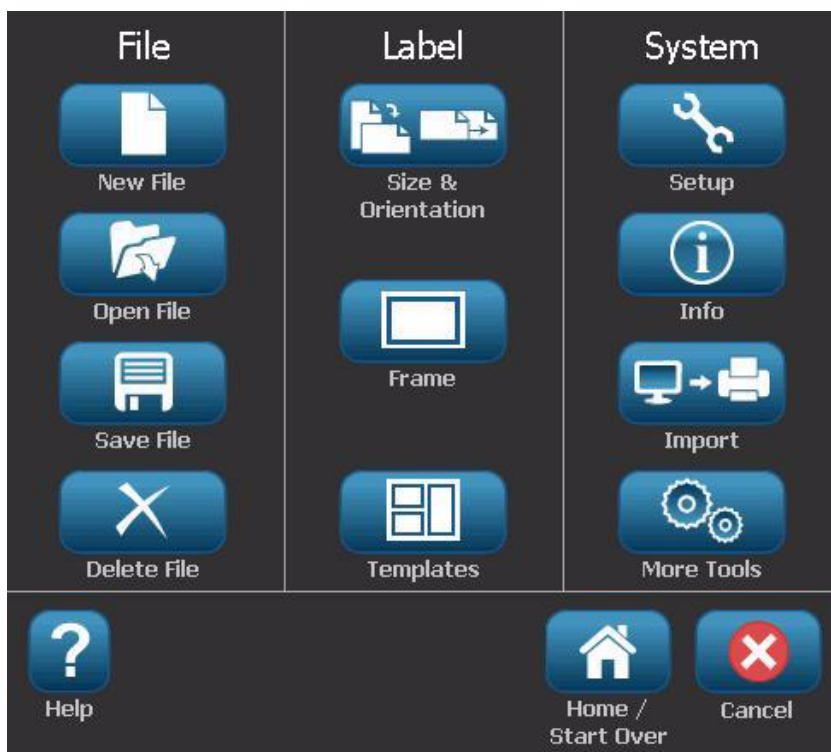 File
New File
Open File
Save File
Delete File
Label
Size &
Orientation
Frame
Templates
System
Setup
Info
Import
More Tools
?
Help
Home /
Start Over
Cancel